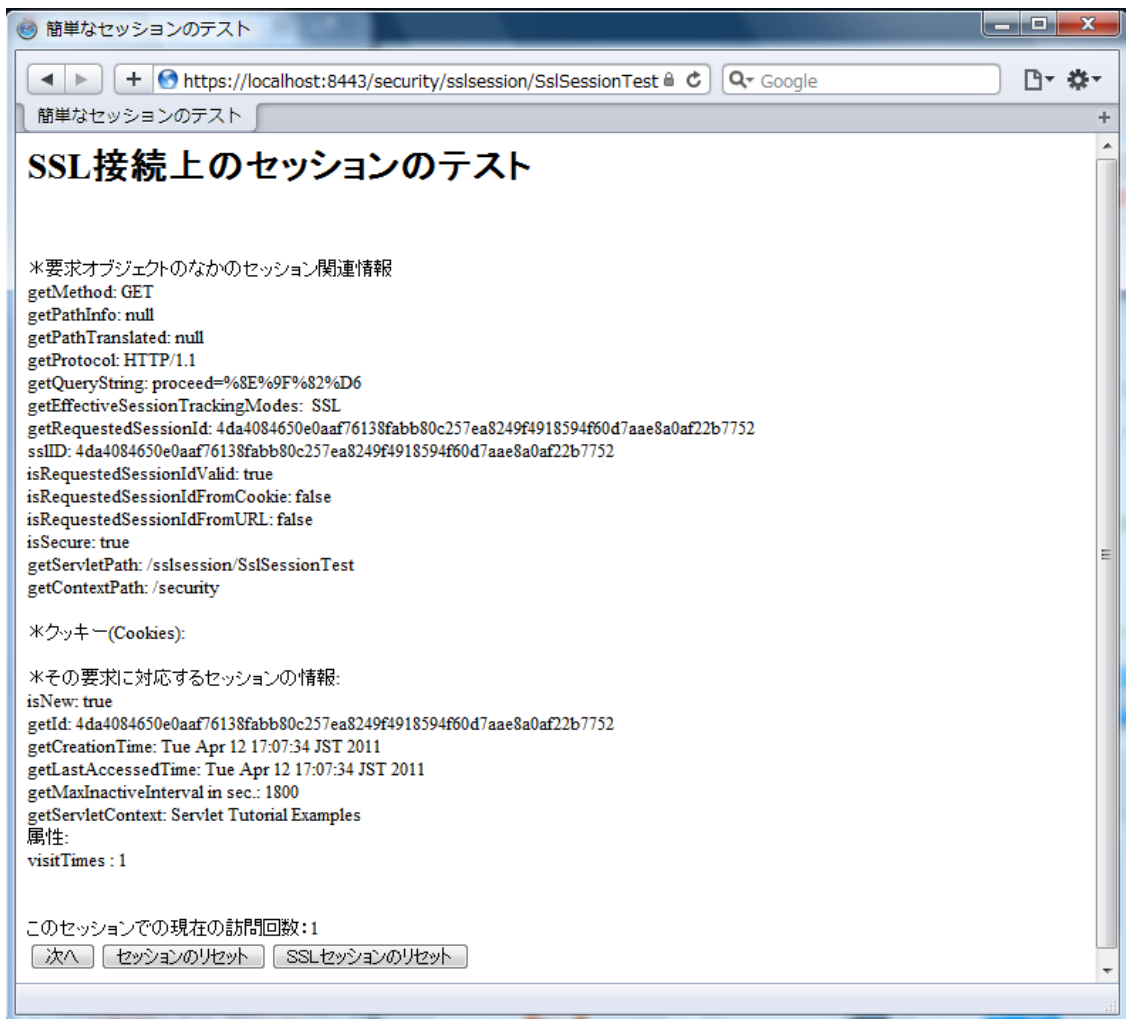 簡単なセッションのテスト
https://localhost:8443/security/sslsession/SslSessionTest
Google
簡単なセッションのテスト
SSL接続上のセッションのテスト
*要求オブジェクトのなかのセッション関連情報
getMethod: GET
getPathInfo: null
getPathTranslated: null
getProtocol: HTTP/1.1
getQueryString: proceed=%8E%9F%82%D6
getEffectiveSessionTrackingModes: SSL
getRequestedSessionId: 4da4084650e0aaf76138fabb80c257ea8249f4918594f60d7aae8a0af22b7752
sslID: 4da4084650e0aaf76138fabb80c257ea8249f4918594f60d7aae8a0af22b7752
isRequestedSessionIdValid: true
isRequestedSessionIdFromCookie: false
isRequestedSessionIdFromURL: false
isSecure: true
getServletPath: /sslsession/SslSessionTest
getContextPath: /security
*クッキー(Cookies):
*その要求に対応するセッションの情報:
isNew: true
getId: 4da4084650e0aaf76138fabb80c257ea8249f4918594f60d7aae8a0af22b7752
getCreationTime: Tue Apr 12 17:07:34 JST 2011
getLastAccessedTime: Tue Apr 12 17:07:34 JST 2011
getMaxInactiveInterval in sec.: 1800
getServletContext: Servlet Tutorial Examples
属性:
visitTimes : 1
このセッションでの現在の訪問回数:1
次へ セッションのリセット SSLセッションのリセット